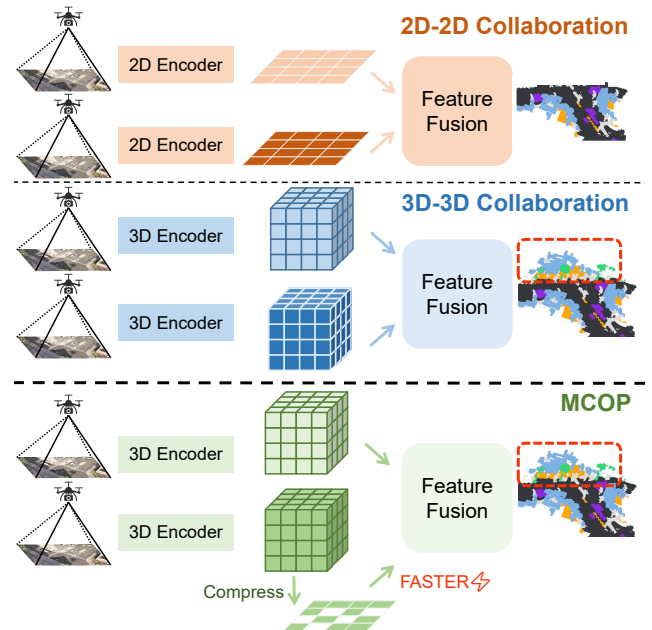 2D-2D Collaboration
2D Encoder
2D Encoder
Feature
Fusion
3D-3D Collaboration
3D Encoder
3D Encoder
Feature
Fusion
MCOP
3D Encoder
3D Encoder
Feature
Fusion
Compress
FASTER